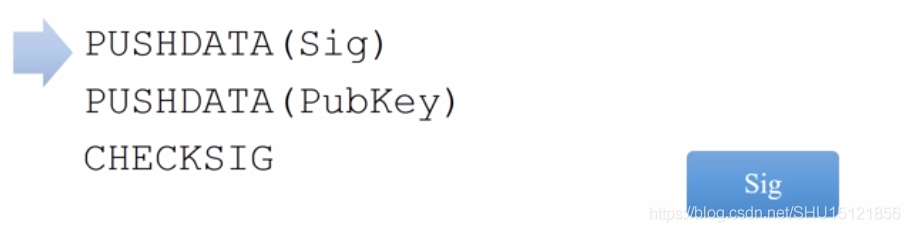 PUSHDATA(Sig)
PUSHDATA(PubKey)
CHECKSIG
Sig
https://blog.csdn.net/SHU15121856